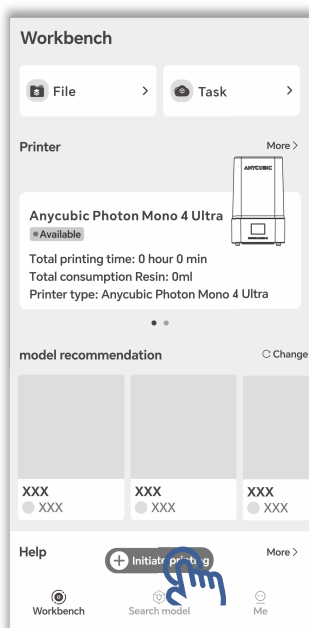 Workbench
File > Task >
Printer More >
ANYCUBIC
Anycubic Photon Mono 4 Ultra
Available
Total printing time: 0 hour 0 min
Total consumption Resin: 0ml
Printer type: Anycubic Photon Mono 4 Ultra
model recommendation Change
XXX XXX XXX
XXX XXX XXX
Help Initiate printing More >
Workbench Search model Me